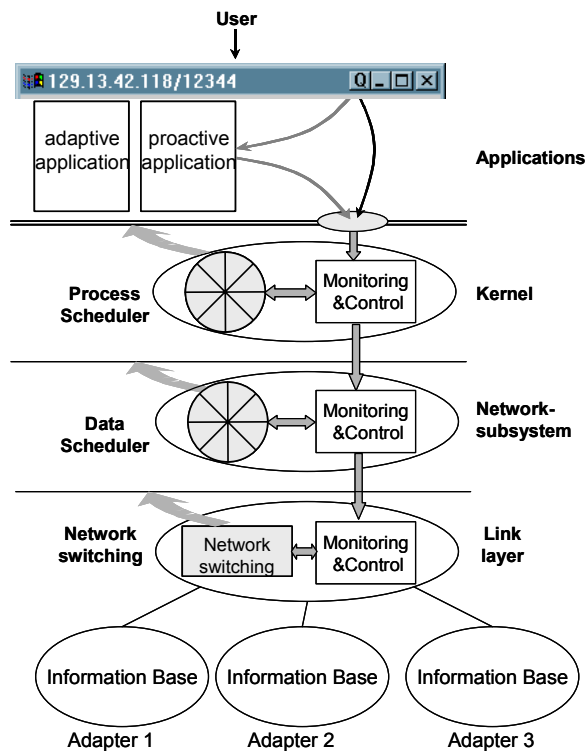 User
129.13.42.118/12344
Q
adaptive
application
proactive
application
Applications
Process
Scheduler
Monitoring
&Control
Kernel
Data
Scheduler
Monitoring
&Control
Network-
subsystem
Network
switching
Network
switching
Monitoring
&Control
Link
layer
Information Base
Information Base
Information Base
Adapter 1
Adapter 2
Adapter 3